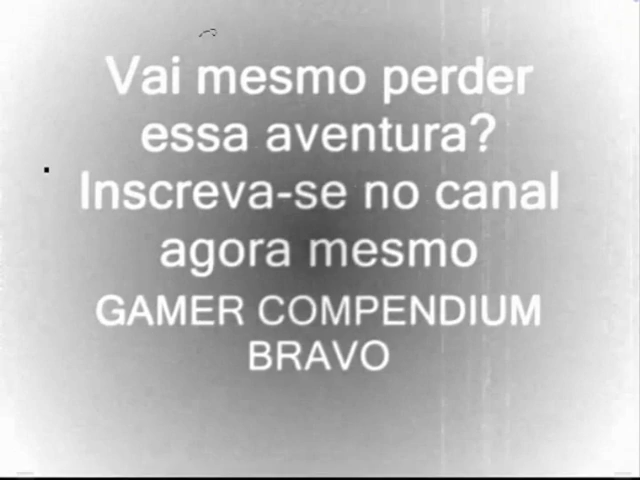 Vai mesmo perder
essa aventura?
Inscreva-se no canal
agora mesmo
GAMER COMPENDIUM
BRAVO